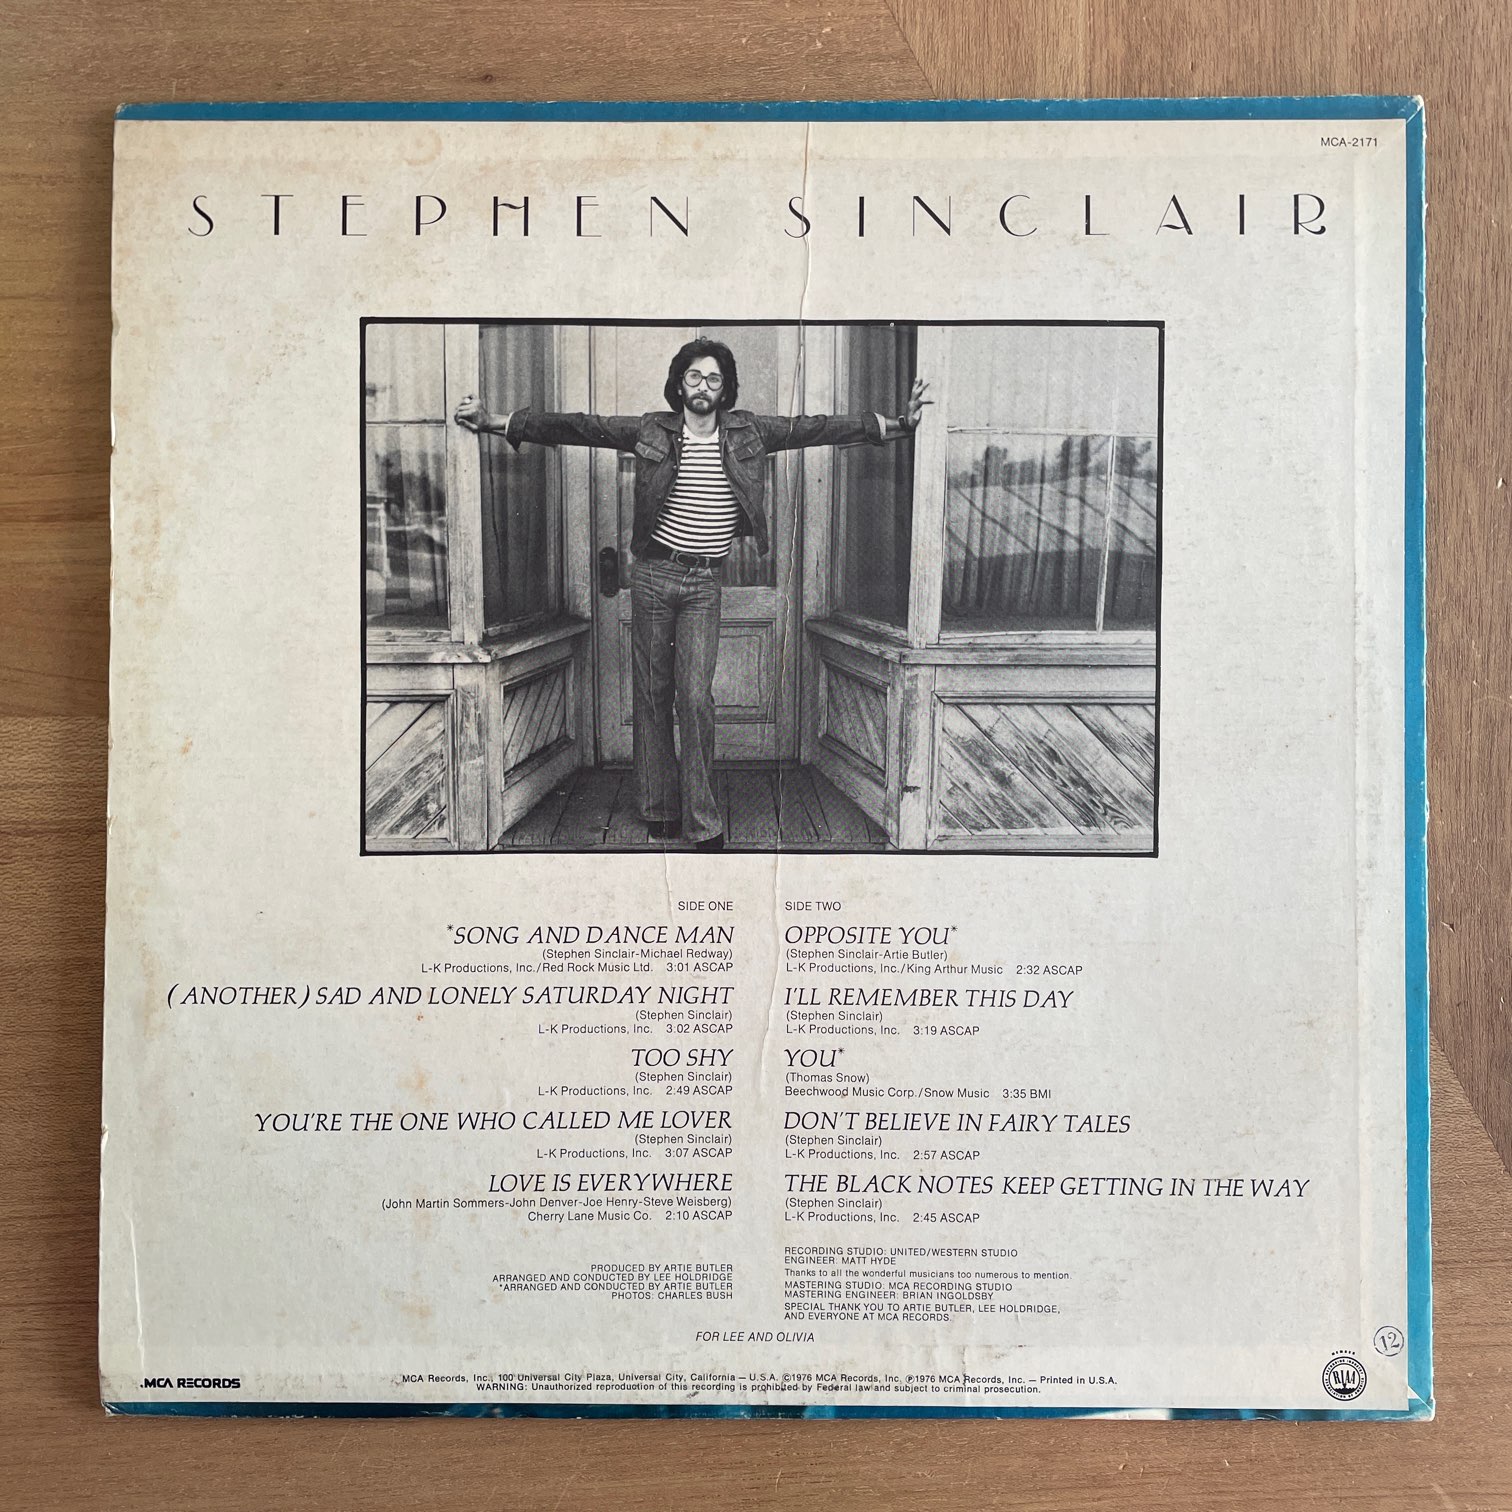 MCA-2171
STEPHEN SINCLAIR
SIDE ONE
*SONG AND DANCE MAN
(Stephen Sinclair-Michael Redway)
L-K Productions, Inc./Red Rock Music Ltd. 3:01 ASCAP
(ANOTHER) SAD AND LONELY SATURDAY NIGHT
(Stephen Sinclair)
L-K Productions, Inc. 3:02 ASCAP
TOO SHY
(Stephen Sinclair)
L-K Productions, Inc. 2:49 ASCAP
YOU'RE THE ONE WHO CALLED ME LOVER
(Stephen Sinclair)
L-K Productions, Inc. 3:07 ASCAP
LOVE IS EVERYWHERE
(John Martin Sommers-John Denver-Joe Henry-Steve Weisberg)
Cherry Lane Music Co. 2:10 ASCAP
PRODUCED BY ARTIE BUTLER
ARRANGED AND CONDUCTED BY LEE HOLDRIDGE
*ARRANGED AND CONDUCTED BY ARTIE BUTLER
PHOTOS: CHARLES BUSH
SIDE TWO
OPPOSITE YOU*
(Stephen Sinclair-Artie Butler)
L-K Productions, Inc./King Arthur Music 2:32 ASCAP
I'LL REMEMBER THIS DAY
(Stephen Sinclair)
L-K Productions, Inc. 3:19 ASCAP
YOU*
(Thomas Snow)
Beechwood Music Corp./Snow Music 3:35 BMI
DON'T BELIEVE IN FAIRY TALES
(Stephen Sinclair)
L-K Productions, Inc. 2:57 ASCAP
THE BLACK NOTES KEEP GETTING IN THE WAY
(Stephen Sinclair)
L-K Productions, Inc. 2:45 ASCAP
RECORDING STUDIO: UNITED/WESTERN STUDIO
ENGINEER: MATT HYDE
Thanks to all the wonderful musicians too numerous to mention.
MASTERING STUDIO: MCA RECORDING STUDIO
MASTERING ENGINEER: BRIAN INGOLDSBY
SPECIAL THANK YOU TO ARTIE BUTLER, LEE HOLDRIDGE,
AND EVERYONE AT MCA RECORDS.
FOR LEE AND OLIVIA
12
MCA RECORDS
MCA Records, Inc., 100 Universal City Plaza, Universal City, California — U.S.A. ©1976 MCA Records, Inc. ℗1976 MCA Records, Inc. — Printed in U.S.A.
WARNING: Unauthorized reproduction of this recording is prohibited by Federal law and subject to criminal prosecution.
MEMBER
RIAA